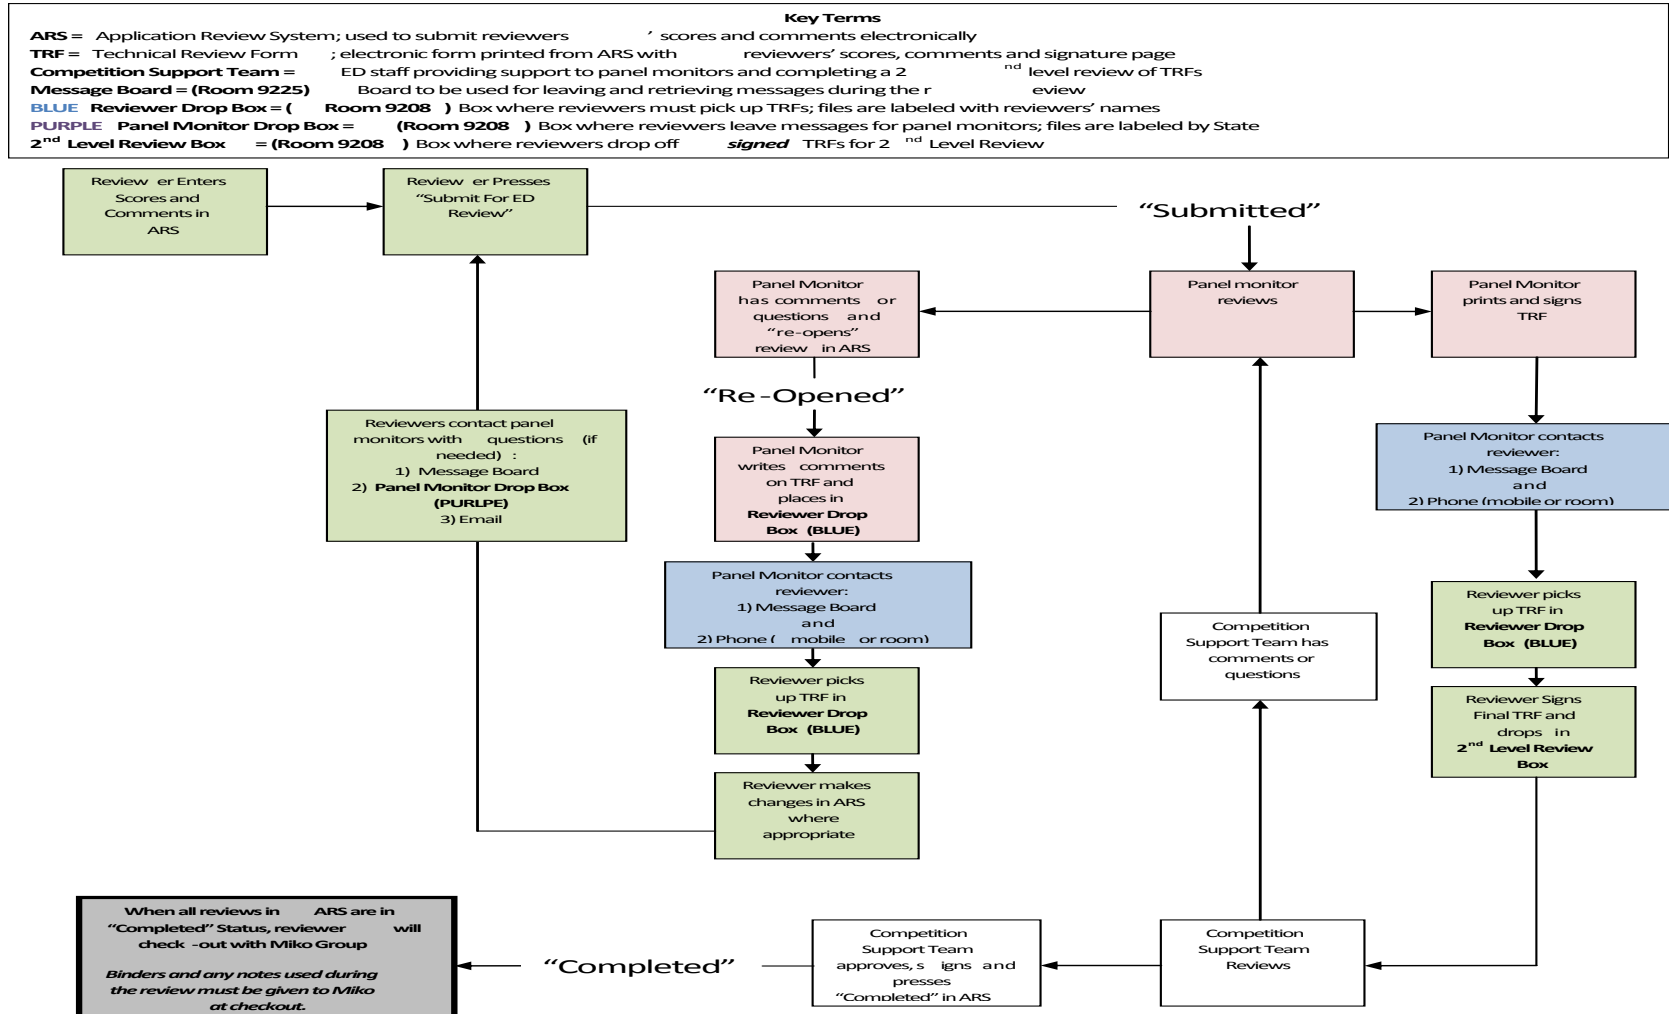 Key Terms
ARS = Application Review System; used to submit reviewers ’ scores and comments electronically
TRF = Technical Review Form ; electronic form printed from ARS with reviewers’ scores, comments and signature page
Competition Support Team = ED staff providing support to panel monitors and completing a 2 nd level review of TRFs
Message Board = (Room 9225) Board to be used for leaving and retrieving messages during the r eview
BLUE Reviewer Drop Box = ( Room 9208 ) Box where reviewers must pick up TRFs; files are labeled with reviewers’ names
PURPLE Panel Monitor Drop Box = (Room 9208 ) Box where reviewers leave messages for panel monitors; files are labeled by State
2nd Level Review Box = (Room 9208 ) Box where reviewers drop off signed TRFs for 2 nd Level Review
Review er Enters
Scores and
Comments in
ARS
Review er Presses
“Submit For ED
Review”
“Submitted”
Panel Monitor
has comments or
questions and
“re-opens”
review in ARS
Panel monitor
reviews
Panel Monitor
prints and signs
TRF
“Re -Opened”
Reviewers contact panel
monitors with questions (if
needed) :
1) Message Board
2) Panel Monitor Drop Box
(PURLPE)
3) Email
Panel Monitor
writes comments
on TRF and
places in
Reviewer Drop
Box (BLUE)
Panel Monitor contacts
reviewer:
1) Message Board
and
2) Phone (mobile or room)
Panel Monitor contacts
reviewer:
1) Message Board
and
2) Phone ( mobile or room)
Reviewer picks
up TRF in
Reviewer Drop
Box (BLUE)
Competition
Support Team has
comments or
questions
Reviewer picks
up TRF in
Reviewer Drop
Box (BLUE)
Reviewer Signs
Final TRF and
drops in
2nd Level Review
Box
Reviewer makes
changes in ARS
where
appropriate
When all reviews in ARS are in
“Completed” Status, reviewer will
check -out with Miko Group
Binders and any notes used during
the review must be given to Miko
at checkout.
“Completed”
Competition
Support Team
approves, s igns and
presses
“Completed” in ARS
Competition
Support Team
Reviews